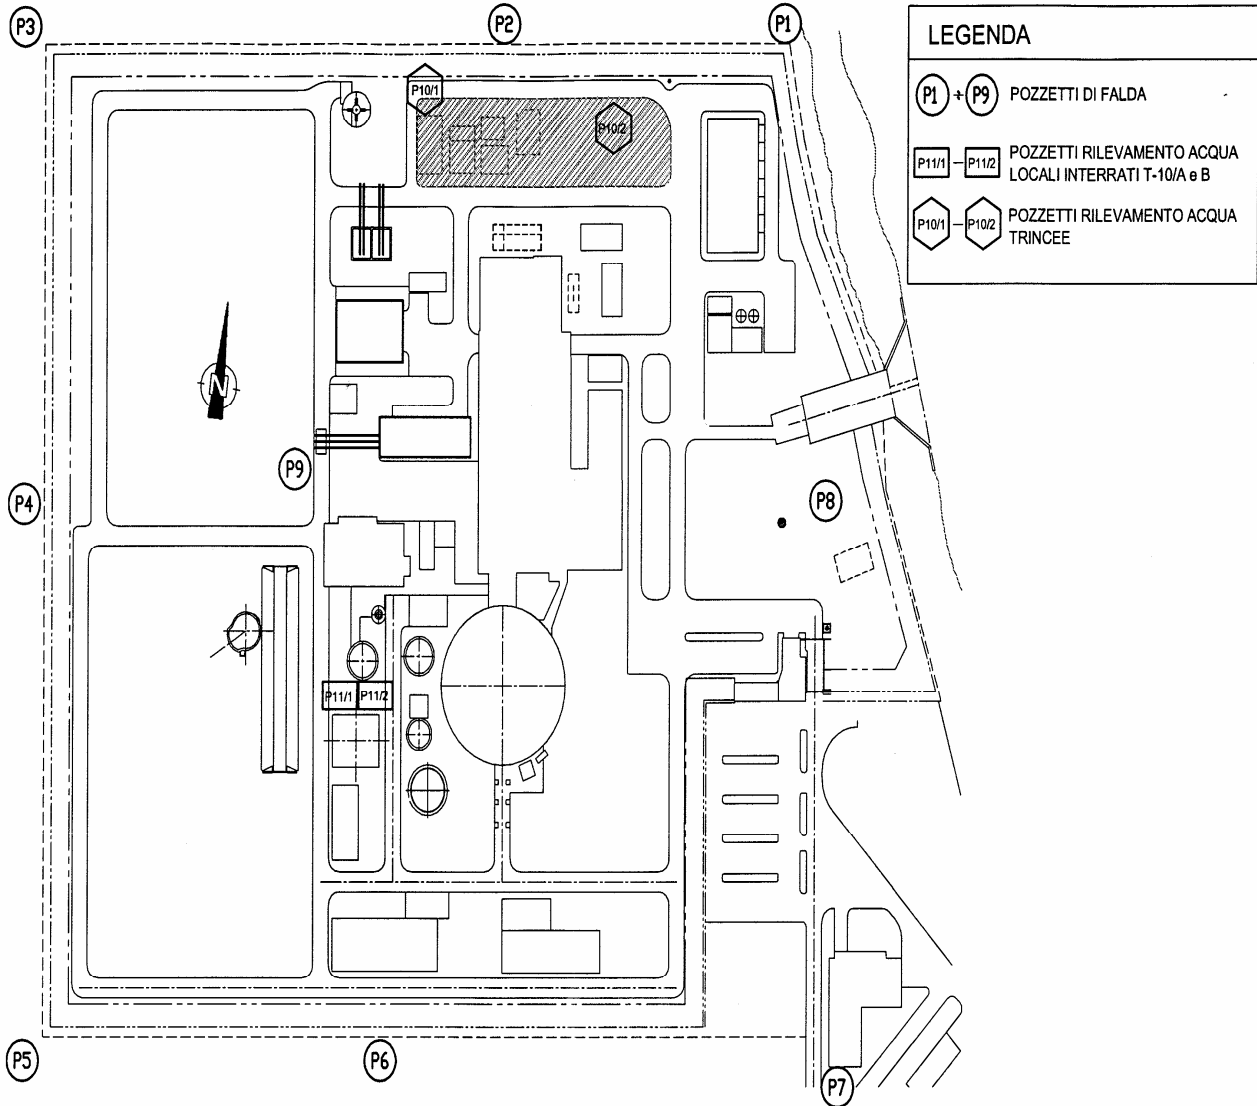 P3
P2
P1
LEGENDA
P1 + P9 POZZETTI DI FALDA
P11/1 – P11/2 POZZETTI RILEVAMENTO ACQUA
LOCALI INTERRATI T-10/A e B
P10/1 – P10/2 POZZETTI RILEVAMENTO ACQUA
TRINCEE
P10/1
P10/2
N
P9
P4
P8
P11/1 P11/2
P5
P6
P7